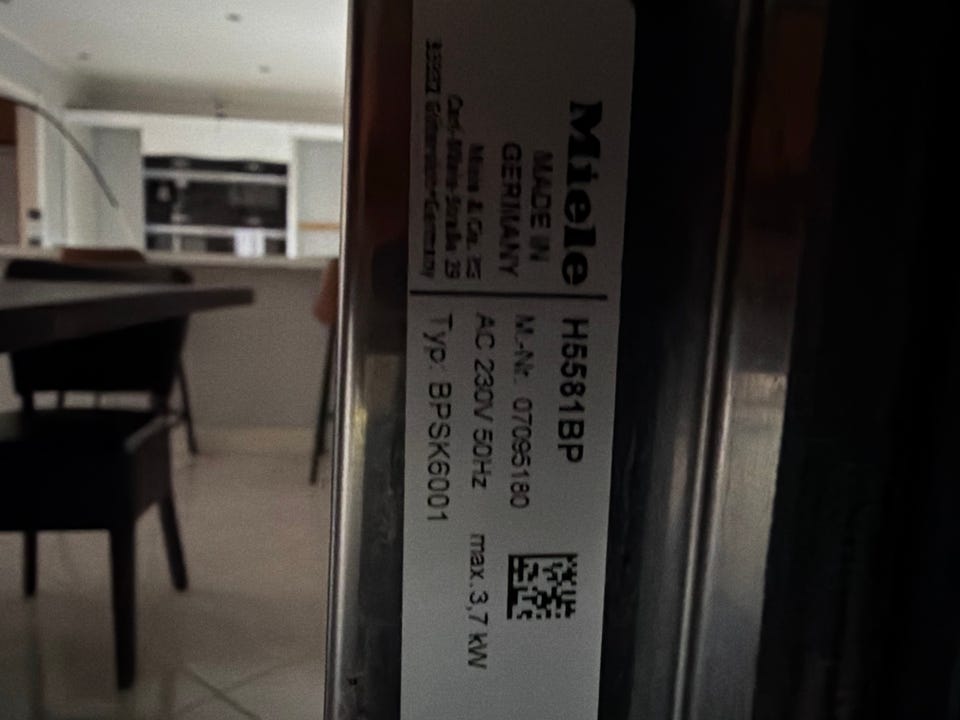 Miele
MADE IN
GERMANY
Miele & Cie. KG
Carl-Miele-Straße 29
Gütersloh-Germany
H5581BP
M.-Nr. 07095180
AC 230V 50Hz max.3,7 kW
Typ: BPSK6001